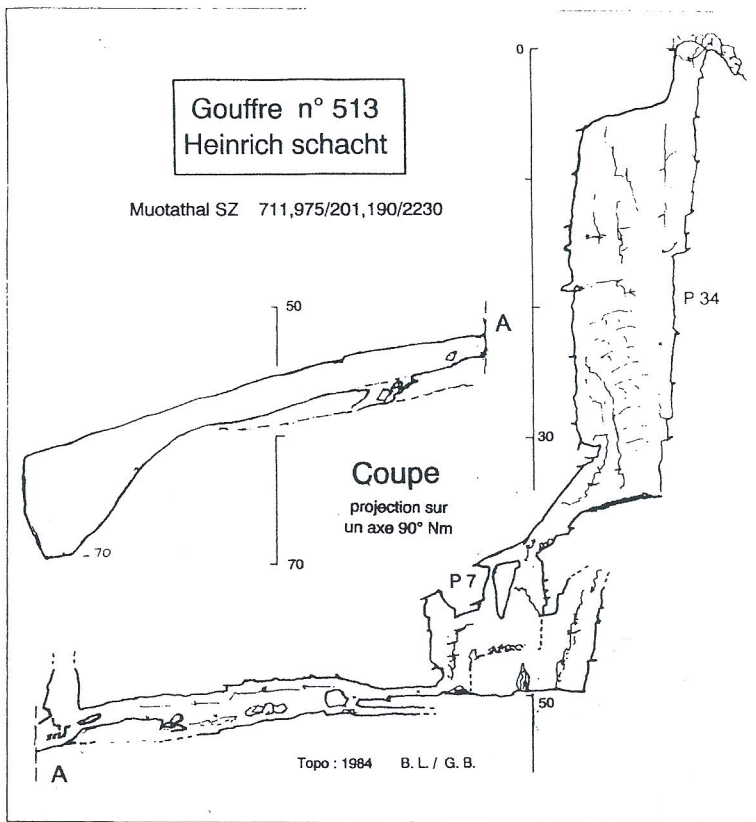 0
Gouffre n° 513
Heinrich schacht
Muotathal SZ 711,975/201,190/2230
P 34
50
A
30
Coupe
projection sur
un axe 90° Nm
- 70
70
P 7
50
Topo : 1984 B. L. / G. B.
A